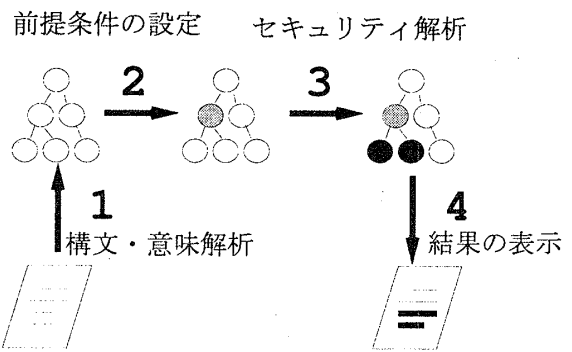 前提条件の設定
セキュリティ解析
2
3
1
構文・意味解析
4
結果の表示